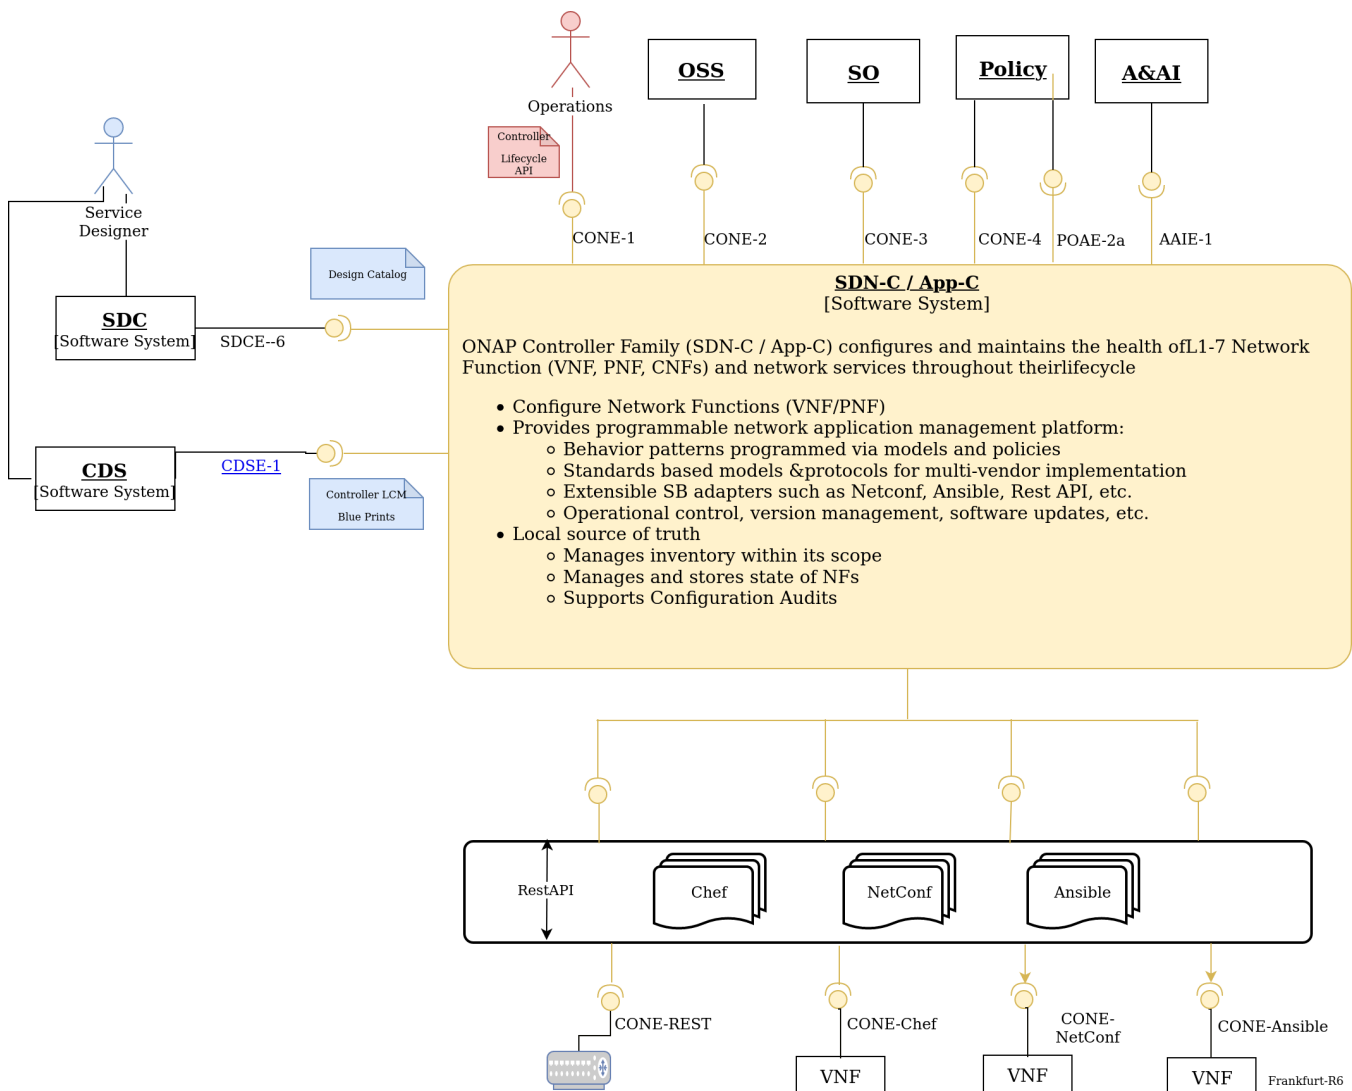 OSS
SO
Policy
A&AI
Operations
Controller
Lifecycle
API
Service
Designer
CONE-1
CONE-2
CONE-3
CONE-4
POAE-2a
AAIE-1
Design Catalog
SDN-C / App-C
[Software System]
SDC
[Software System]
SDCE--6
ONAP Controller Family (SDN-C / App-C) configures and maintains the health ofL1-7 Network
Function (VNF, PNF, CNFs) and network services throughout theirlifecycle
• Configure Network Functions (VNF/PNF)
• Provides programmable network application management platform:
◦ Behavior patterns programmed via models and policies
◦ Standards based models &protocols for multi-vendor implementation
◦ Extensible SB adapters such as Netconf, Ansible, Rest API, etc.
◦ Operational control, version management, software updates, etc.
• Local source of truth
◦ Manages inventory within its scope
◦ Manages and stores state of NFs
◦ Supports Configuration Audits
CDS
[Software System]
CDSE-1
Controller LCM
Blue Prints
RestAPI
Chef
NetConf
Ansible
CONE-REST
CONE-Chef
CONE-
NetConf
CONE-Ansible
VNF
VNF
VNF
Frankfurt-R6